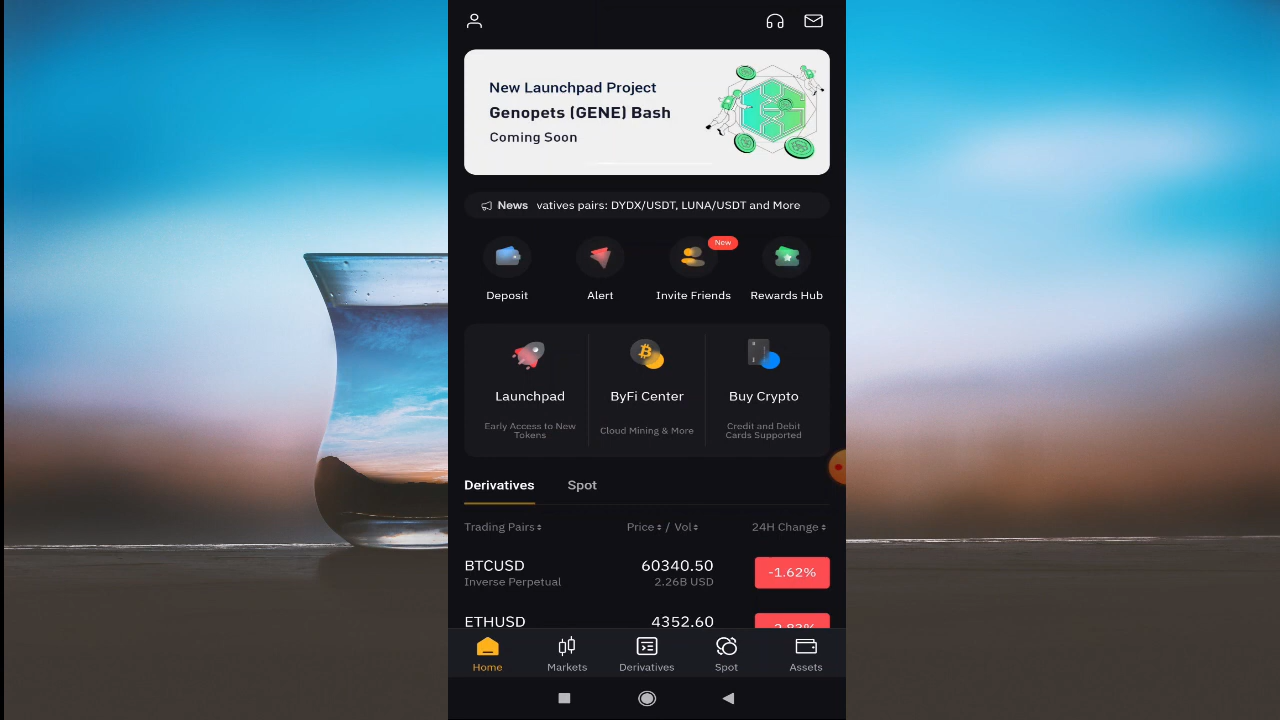 New Launchpad Project
Genopets (GENE) Bash
Coming Soon
News vatives pairs: DYDX/USDT, LUNA/USDT and More
New
Deposit Alert Invite Friends Rewards Hub
Launchpad ByFi Center Buy Crypto
Early Access to New Tokens
Cloud Mining & More
Credit and Debit Cards Supported
Derivatives Spot
Trading Pairs Price / Vol 24H Change
BTCUSD 60340.50 -1.62%
Inverse Perpetual 2.26B USD
ETHUSD 4352.60
Home Markets Derivatives Spot Assets